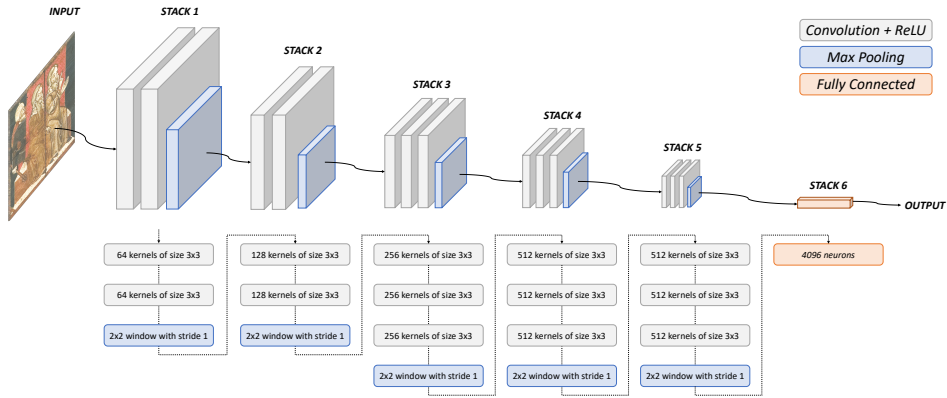 INPUT
STACK 1
STACK 2
STACK 3
STACK 4
STACK 5
STACK 6
OUTPUT
Convolution + ReLU
Max Pooling
Fully Connected
64 kernels of size 3x3
64 kernels of size 3x3
2x2 window with stride 1
128 kernels of size 3x3
128 kernels of size 3x3
2x2 window with stride 1
256 kernels of size 3x3
256 kernels of size 3x3
256 kernels of size 3x3
2x2 window with stride 1
512 kernels of size 3x3
512 kernels of size 3x3
512 kernels of size 3x3
2x2 window with stride 1
512 kernels of size 3x3
512 kernels of size 3x3
512 kernels of size 3x3
2x2 window with stride 1
4096 neurons